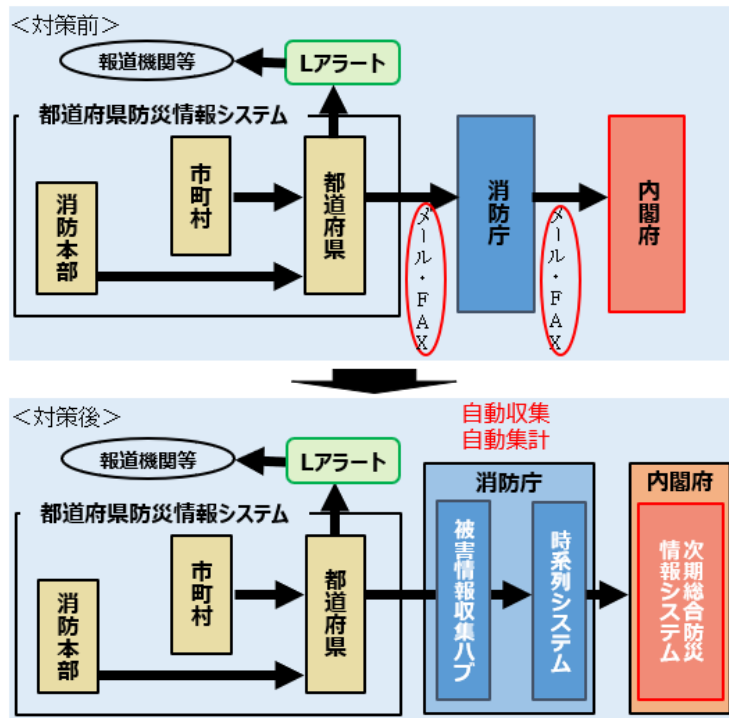 <対策前>
報道機関等
Lアラート
都道府県防災情報システム
消防本部
市町村
都道府県
メール・FAX
消防庁
メール・FAX
内閣府
<対策後>
自動収集
自動集計
報道機関等
Lアラート
都道府県防災情報システム
消防本部
市町村
都道府県
消防庁
被害情報収集ハブ
時系列システム
内閣府
次期総合防災
情報システム